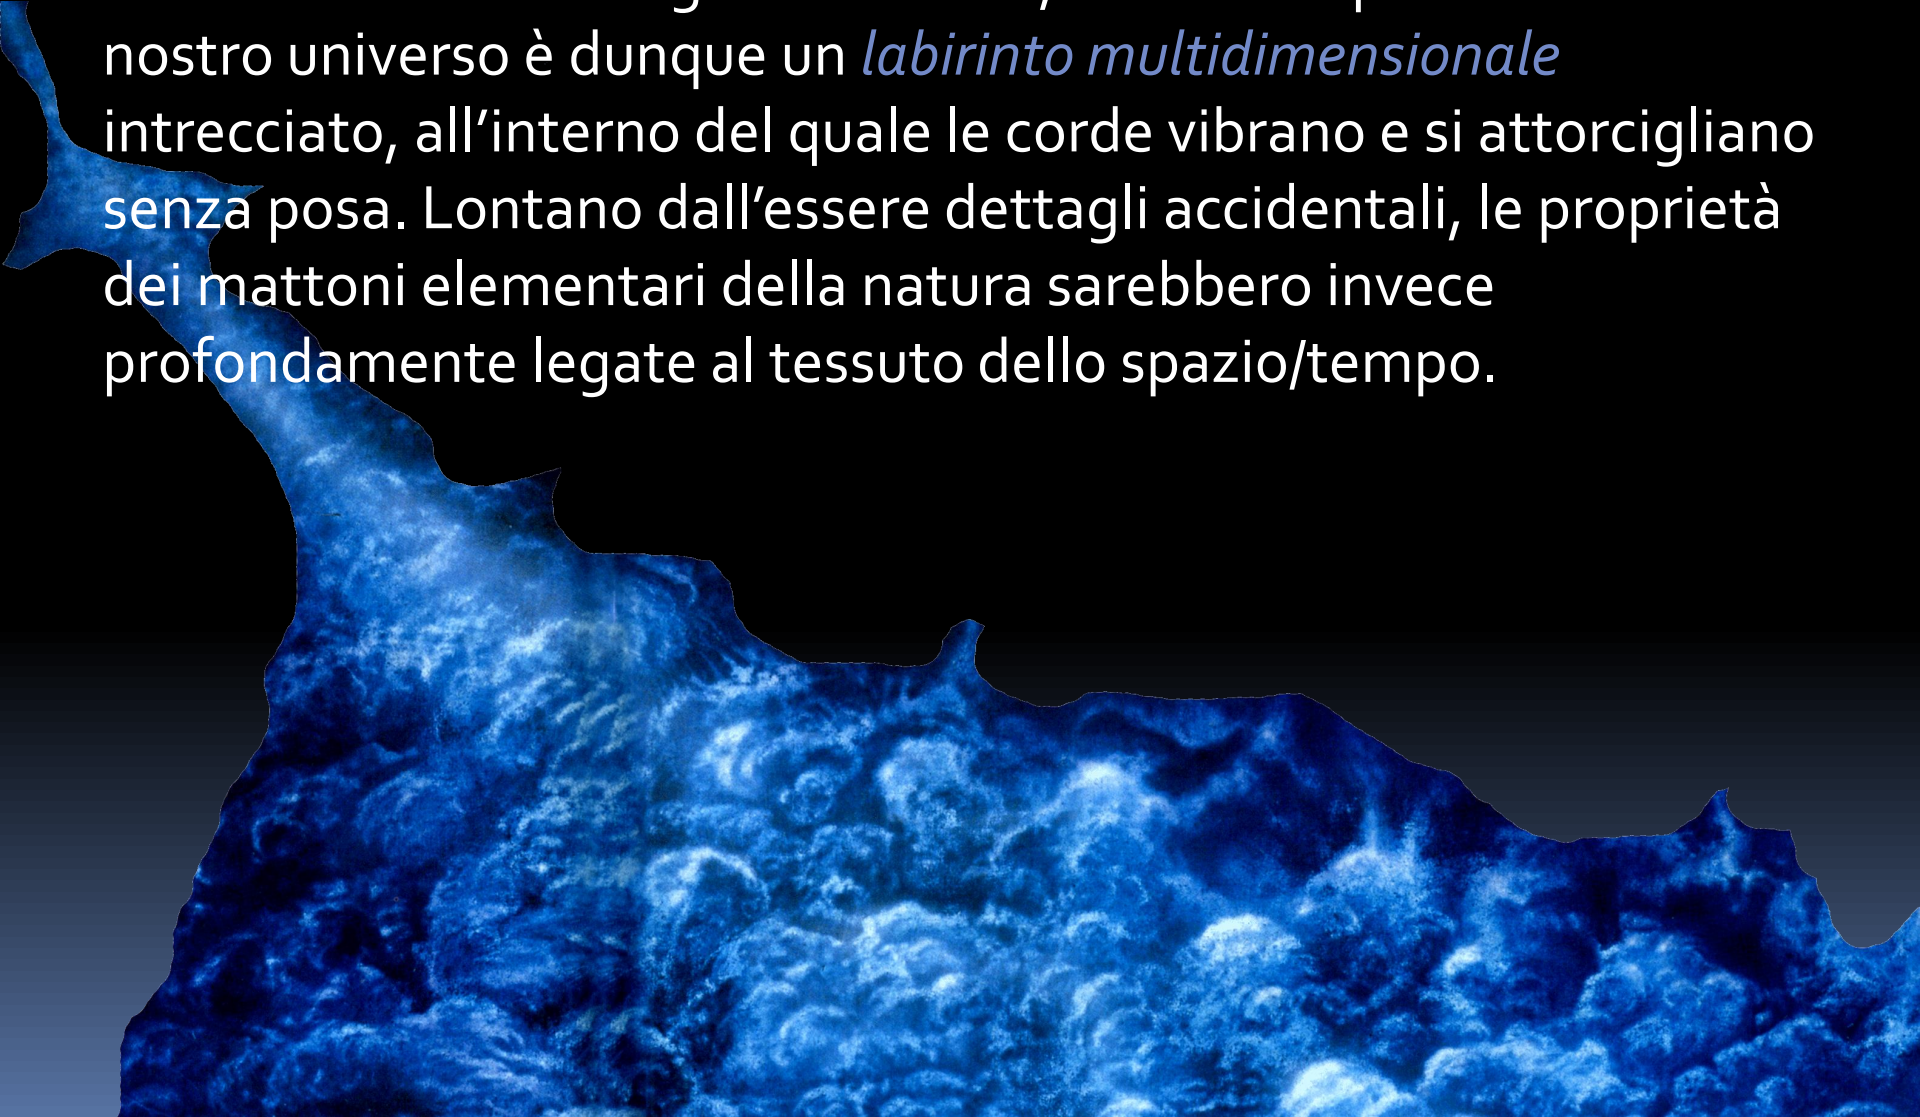 nostro universo è dunque un labirinto multidimensionale
intrecciato, all’interno del quale le corde vibrano e si attorcigliano
senza posa. Lontano dall’essere dettagli accidentali, le proprietà
dei mattoni elementari della natura sarebbero invece
profondamente legate al tessuto dello spazio/tempo.